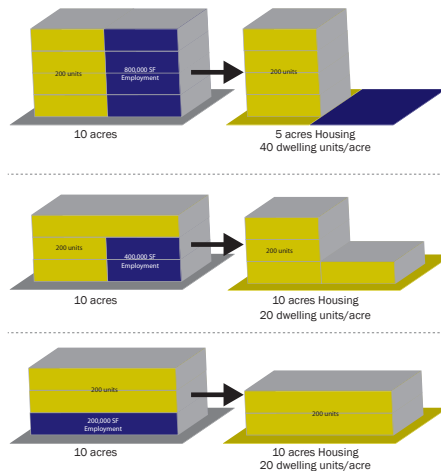 200 units
800,000 SF
Employment
200 units
10 acres
5 acres Housing
40 dwelling units/acre
200 units
400,000 SF
Employment
200 units
10 acres
10 acres Housing
20 dwelling units/acre
200 units
200,000 SF
Employment
200 units
10 acres
10 acres Housing
20 dwelling units/acre